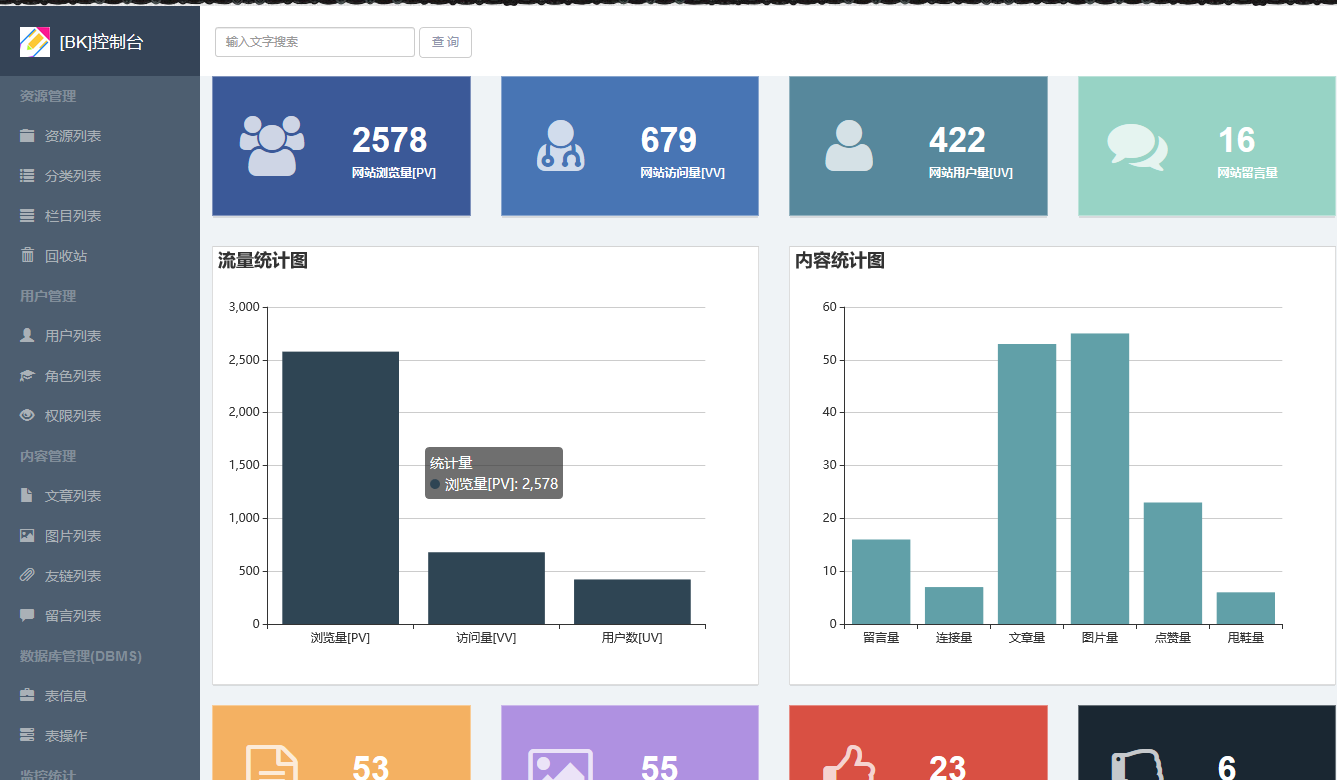 [BK]控制台
输入文字搜索
查 询
资源管理
资源列表
分类列表
栏目列表
回收站
用户管理
用户列表
角色列表
权限列表
内容管理
文章列表
图片列表
友链列表
留言列表
数据库管理(DBMS)
表信息
表操作
监控统计
2578
网站浏览量[PV]
679
网站访问量[VV]
422
网站用户量[UV]
16
网站留言量
流量统计图
3,000
2,500
2,000
1,500
1,000
500
0
统计量
浏览量[PV]: 2,578
浏览量[PV]
访问量[VV]
用户数[UV]
内容统计图
60
50
40
30
20
10
0
留言量
连接量
文章量
图片量
点赞量
甩鞋量
53
55
23
6